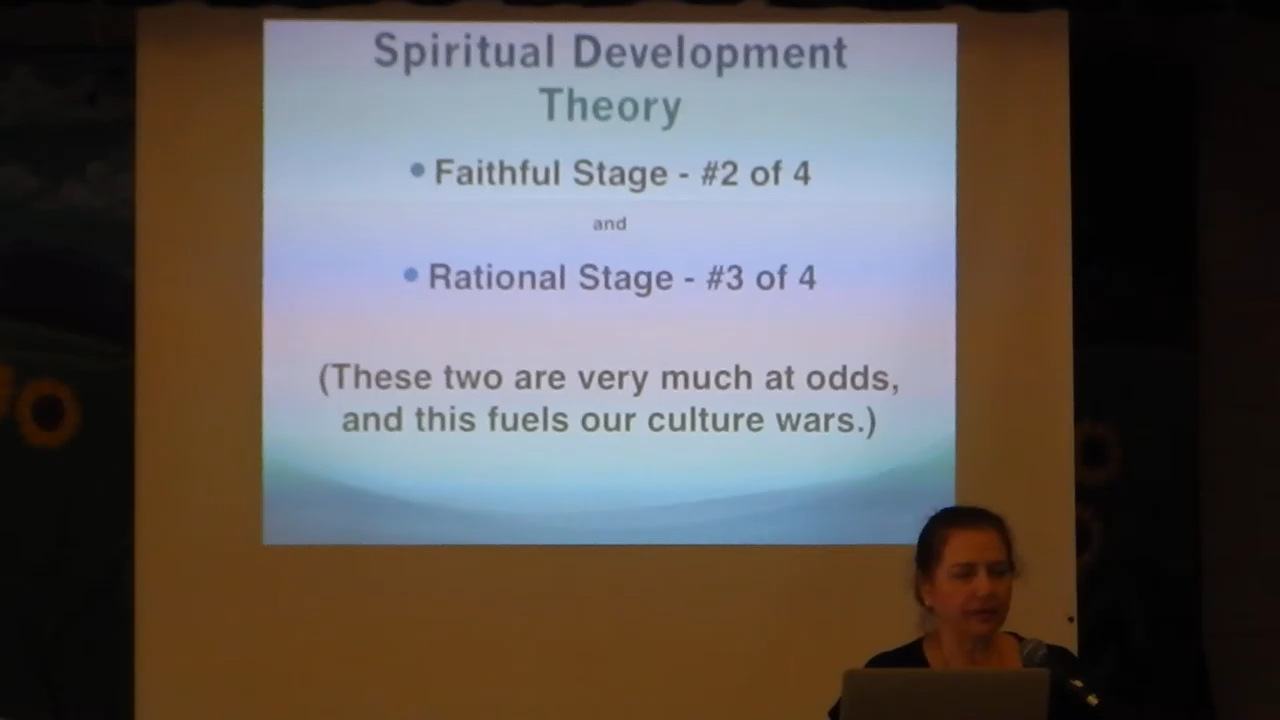 Spiritual Development
Theory
• Faithful Stage - #2 of 4
and
• Rational Stage - #3 of 4
(These two are very much at odds,
and this fuels our culture wars.)